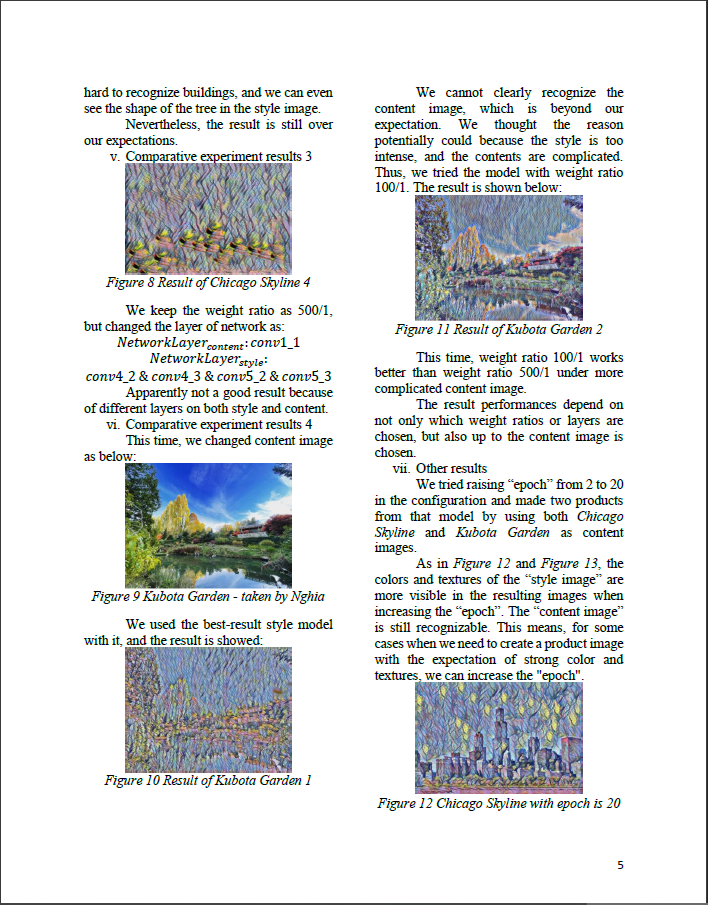 hard to recognize buildings, and we can even
see the shape of the tree in the style image.
Nevertheless, the result is still over
our expectations.
v. Comparative experiment results 3
Figure 8 Result of Chicago Skyline 4
We keep the weight ratio as 500/1,
but changed the layer of network as:
NetworkLayer_content: conv1_1
NetworkLayer_style:
conv4_2 & conv4_3 & conv5_2 & conv5_3
Apparently not a good result because
of different layers on both style and content.
vi. Comparative experiment results 4
This time, we changed content image
as below:
Figure 9 Kubota Garden - taken by Nghia
We used the best-result style model
with it, and the result is showed:
Figure 10 Result of Kubota Garden 1
We cannot clearly recognize the
content image, which is beyond our
expectation. We thought the reason
potentially could because the style is too
intense, and the contents are complicated.
Thus, we tried the model with weight ratio
100/1. The result is shown below:
Figure 11 Result of Kubota Garden 2
This time, weight ratio 100/1 works
better than weight ratio 500/1 under more
complicated content image.
The result performances depend on
not only which weight ratios or layers are
chosen, but also up to the content image is
chosen.
vii. Other results
We tried raising “epoch” from 2 to 20
in the configuration and made two products
from that model by using both Chicago
Skyline and Kubota Garden as content
images.
As in Figure 12 and Figure 13, the
colors and textures of the “style image” are
more visible in the resulting images when
increasing the “epoch”. The “content image”
is still recognizable. This means, for some
cases when we need to create a product image
with the expectation of strong color and
textures, we can increase the "epoch".
Figure 12 Chicago Skyline with epoch is 20
5